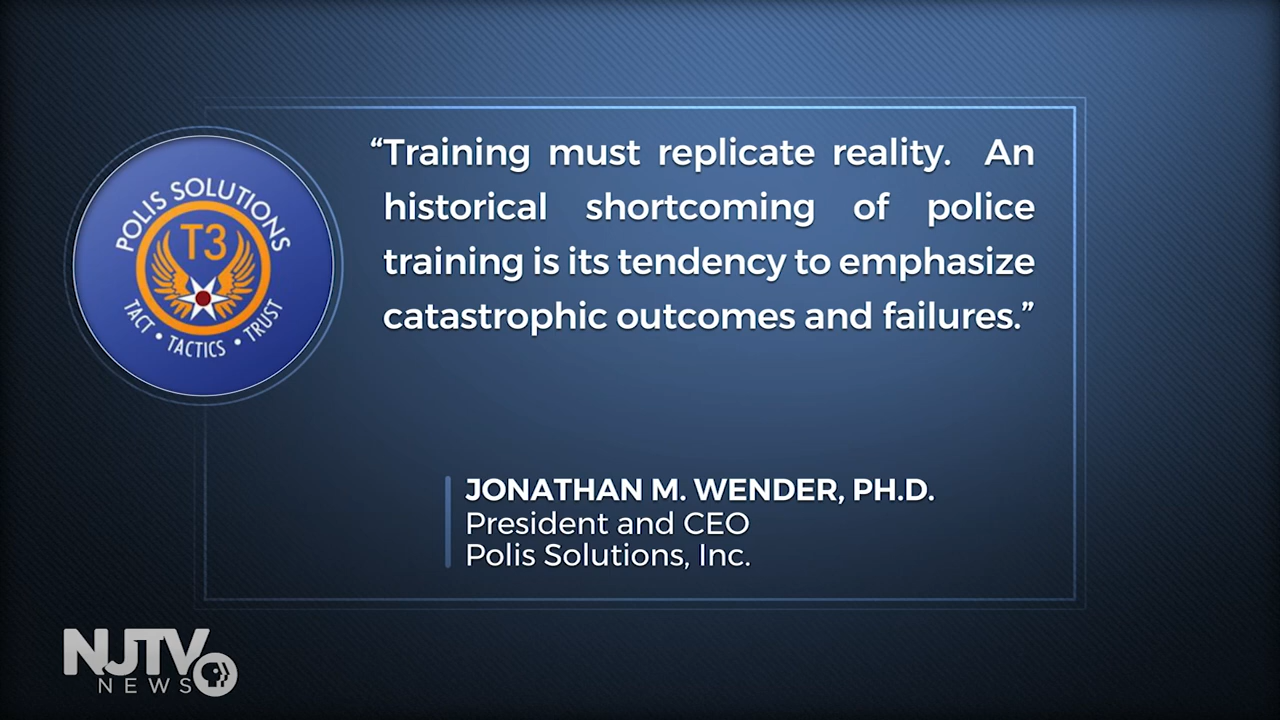 POLIS SOLUTIONS
T3
TACT • TACTICS • TRUST
“Training must replicate reality.  An
historical shortcoming of police
training is its tendency to emphasize
catastrophic outcomes and failures.”
JONATHAN M. WENDER, PH.D.
President and CEO
Polis Solutions, Inc.
NJTV
NEWS